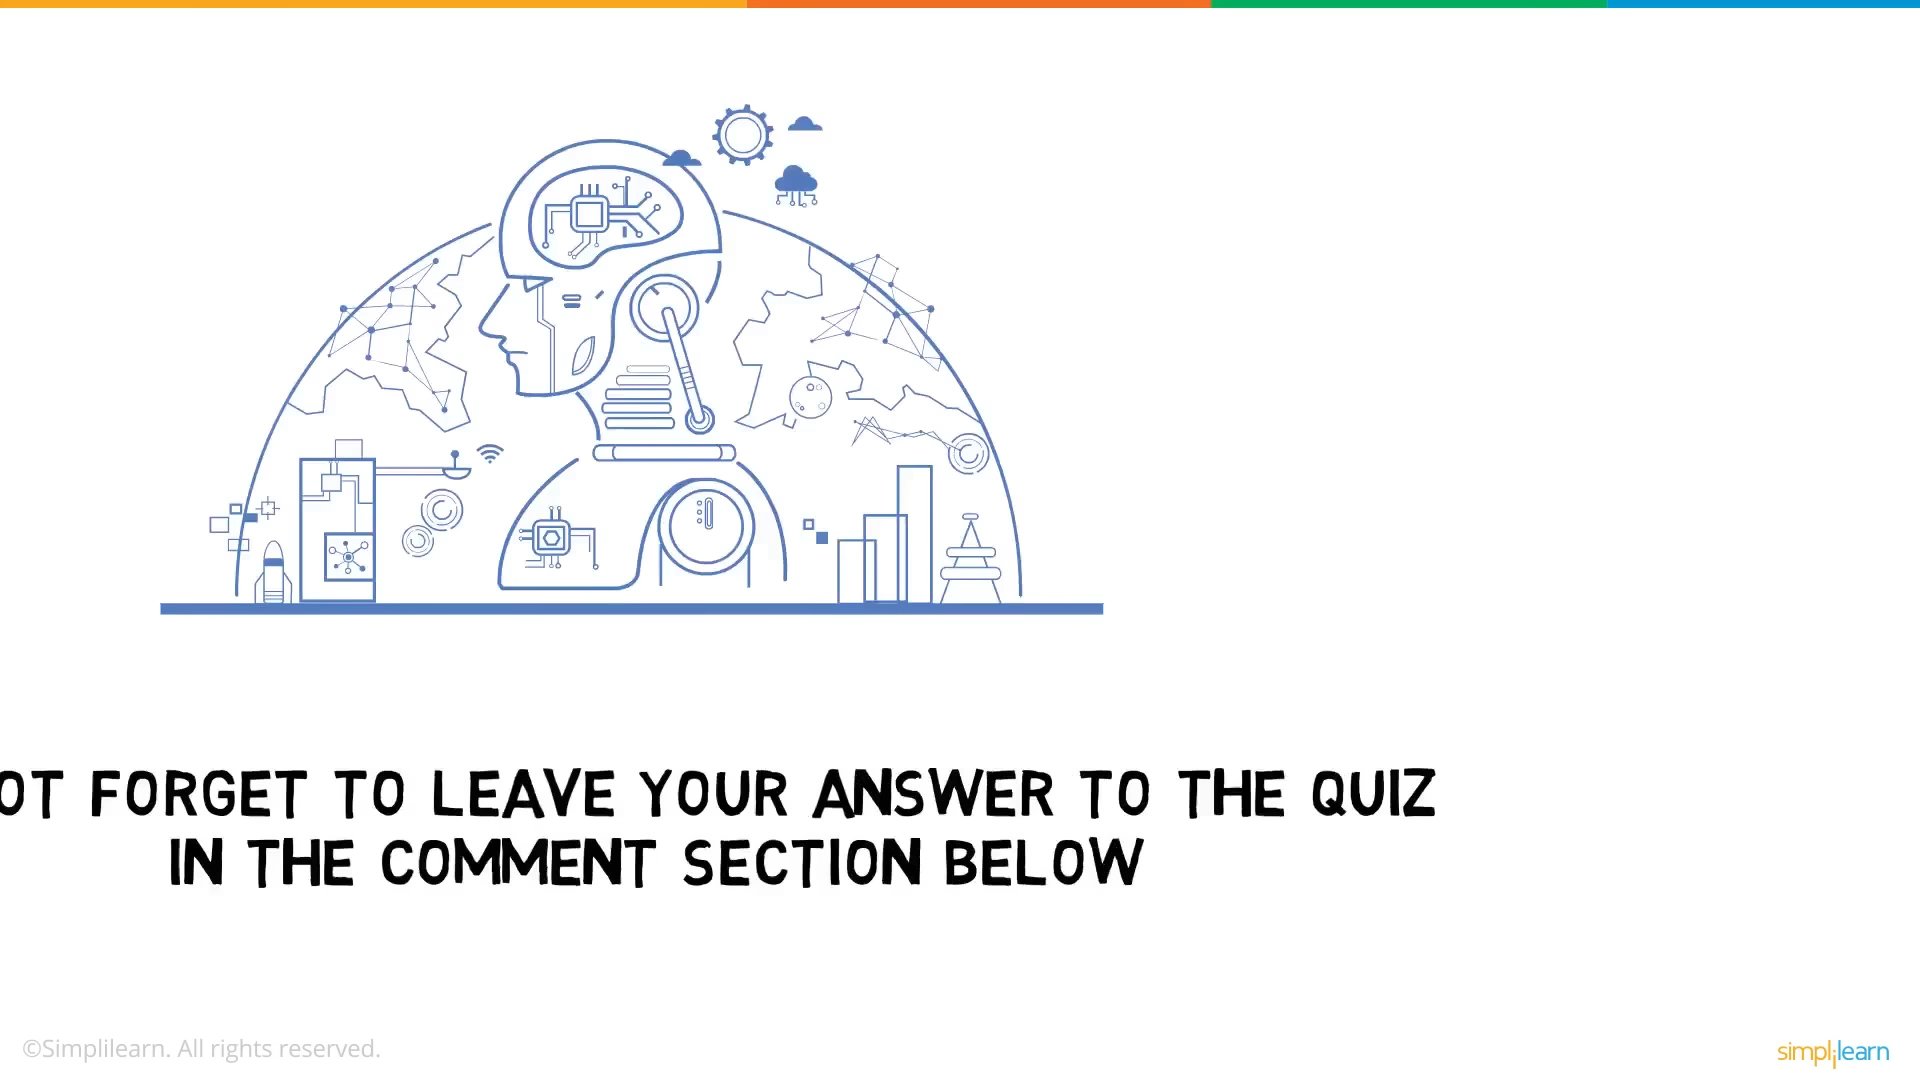 OT FORGET TO LEAVE YOUR ANSWER TO THE QUIZ
IN THE COMMENT SECTION BELOW
©Simplilearn. All rights reserved.
simplilearn